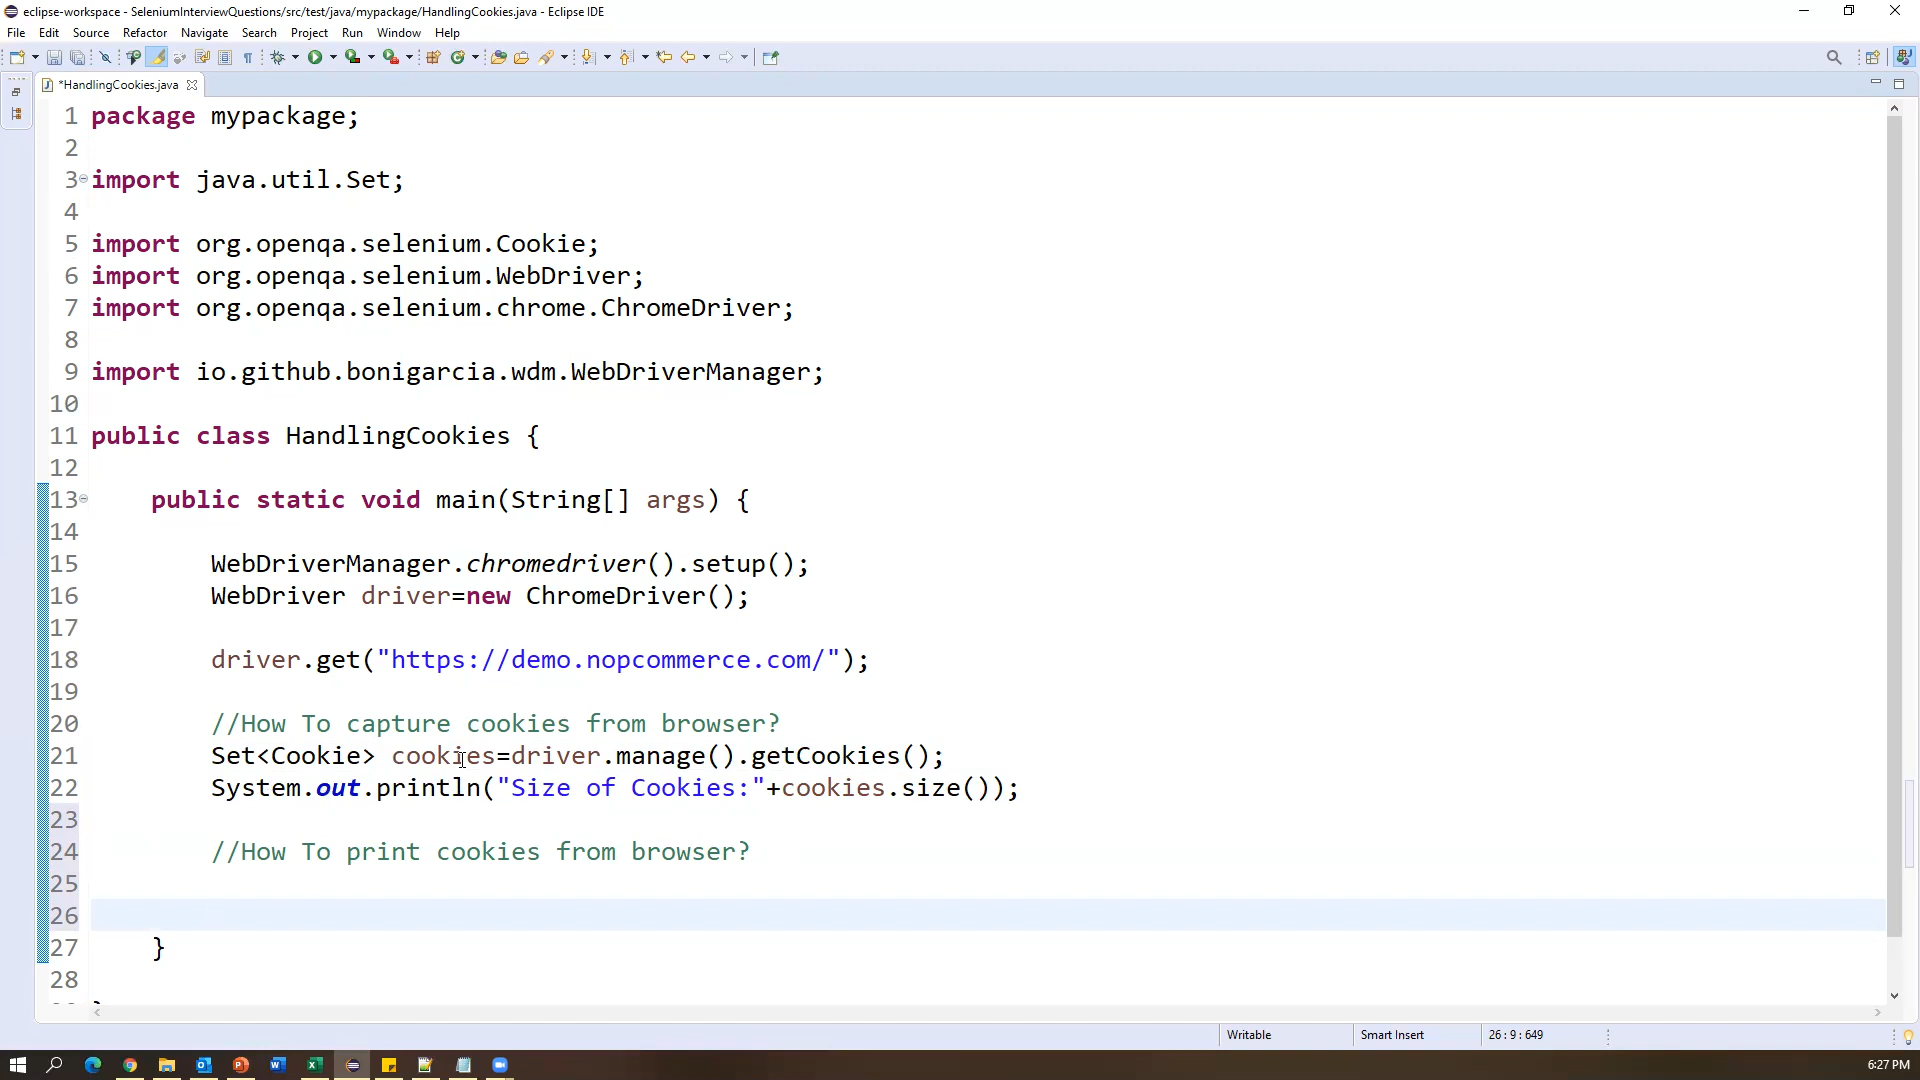 eclipse-workspace - SeleniumInterviewQuestions/src/test/java/mypackage/HandlingCookies.java - Eclipse IDE
File Edit Source Refactor Navigate Search Project Run Window Help
*HandlingCookies.java
1 package mypackage;
2
3 import java.util.Set;
4
5 import org.openqa.selenium.Cookie;
6 import org.openqa.selenium.WebDriver;
7 import org.openqa.selenium.chrome.ChromeDriver;
8
9 import io.github.bonigarcia.wdm.WebDriverManager;
10
11 public class HandlingCookies {
12
13 public static void main(String[] args) {
14
15 WebDriverManager.chromedriver().setup();
16 WebDriver driver=new ChromeDriver();
17
18 driver.get("https://demo.nopcommerce.com/");
19
20 //How To capture cookies from browser?
21 Set<Cookie> cookies=driver.manage().getCookies();
22 System.out.println("Size of Cookies:"+cookies.size());
23
24 //How To print cookies from browser?
25
26
27 }
28
Writable Smart Insert 26 : 9 : 649
6:27 PM